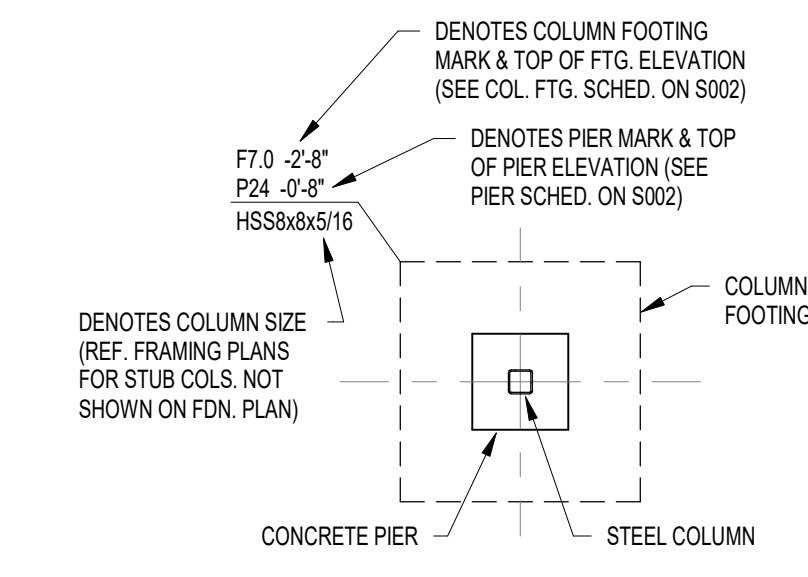 DENOTES COLUMN FOOTING
MARK & TOP OF FTG. ELEVATION
(SEE COL. FTG. SCHED. ON S002)
DENOTES PIER MARK & TOP
OF PIER ELEVATION (SEE
PIER SCHED. ON S002)
F7.0 -2'-8"
P24 -0'-8"
HSS8x8x5/16
COLUMN
FOOTING
DENOTES COLUMN SIZE
(REF. FRAMING PLANS
FOR STUB COLS. NOT
SHOWN ON FDN. PLAN)
CONCRETE PIER
STEEL COLUMN